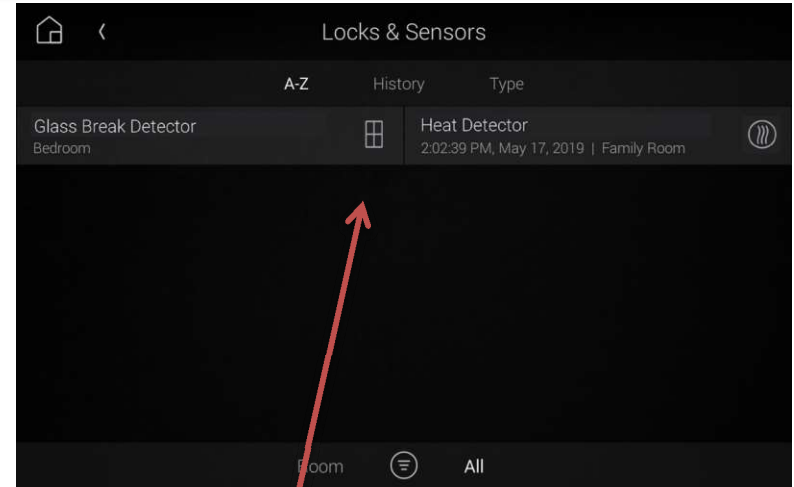 Locks & Sensors
A-Z History Type
Glass Break Detector
Bedroom
Heat Detector
2:02:39 PM, May 17, 2019 | Family Room
Room All